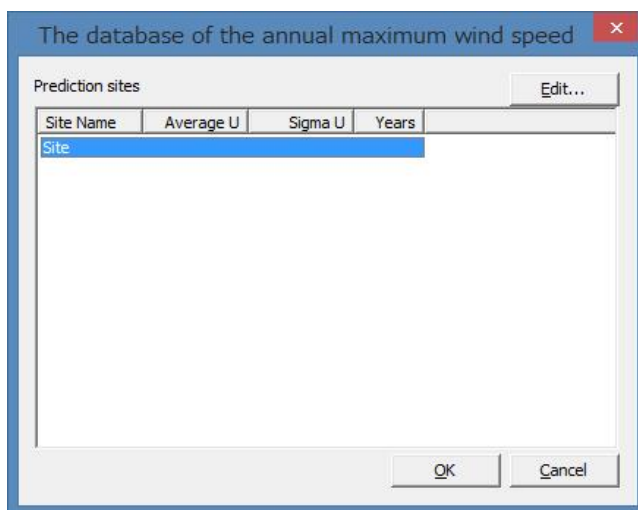 The database of the annual maximum wind speed
Prediction sites
Edit...
Site Name Average U Sigma U Years
Site
OK Cancel